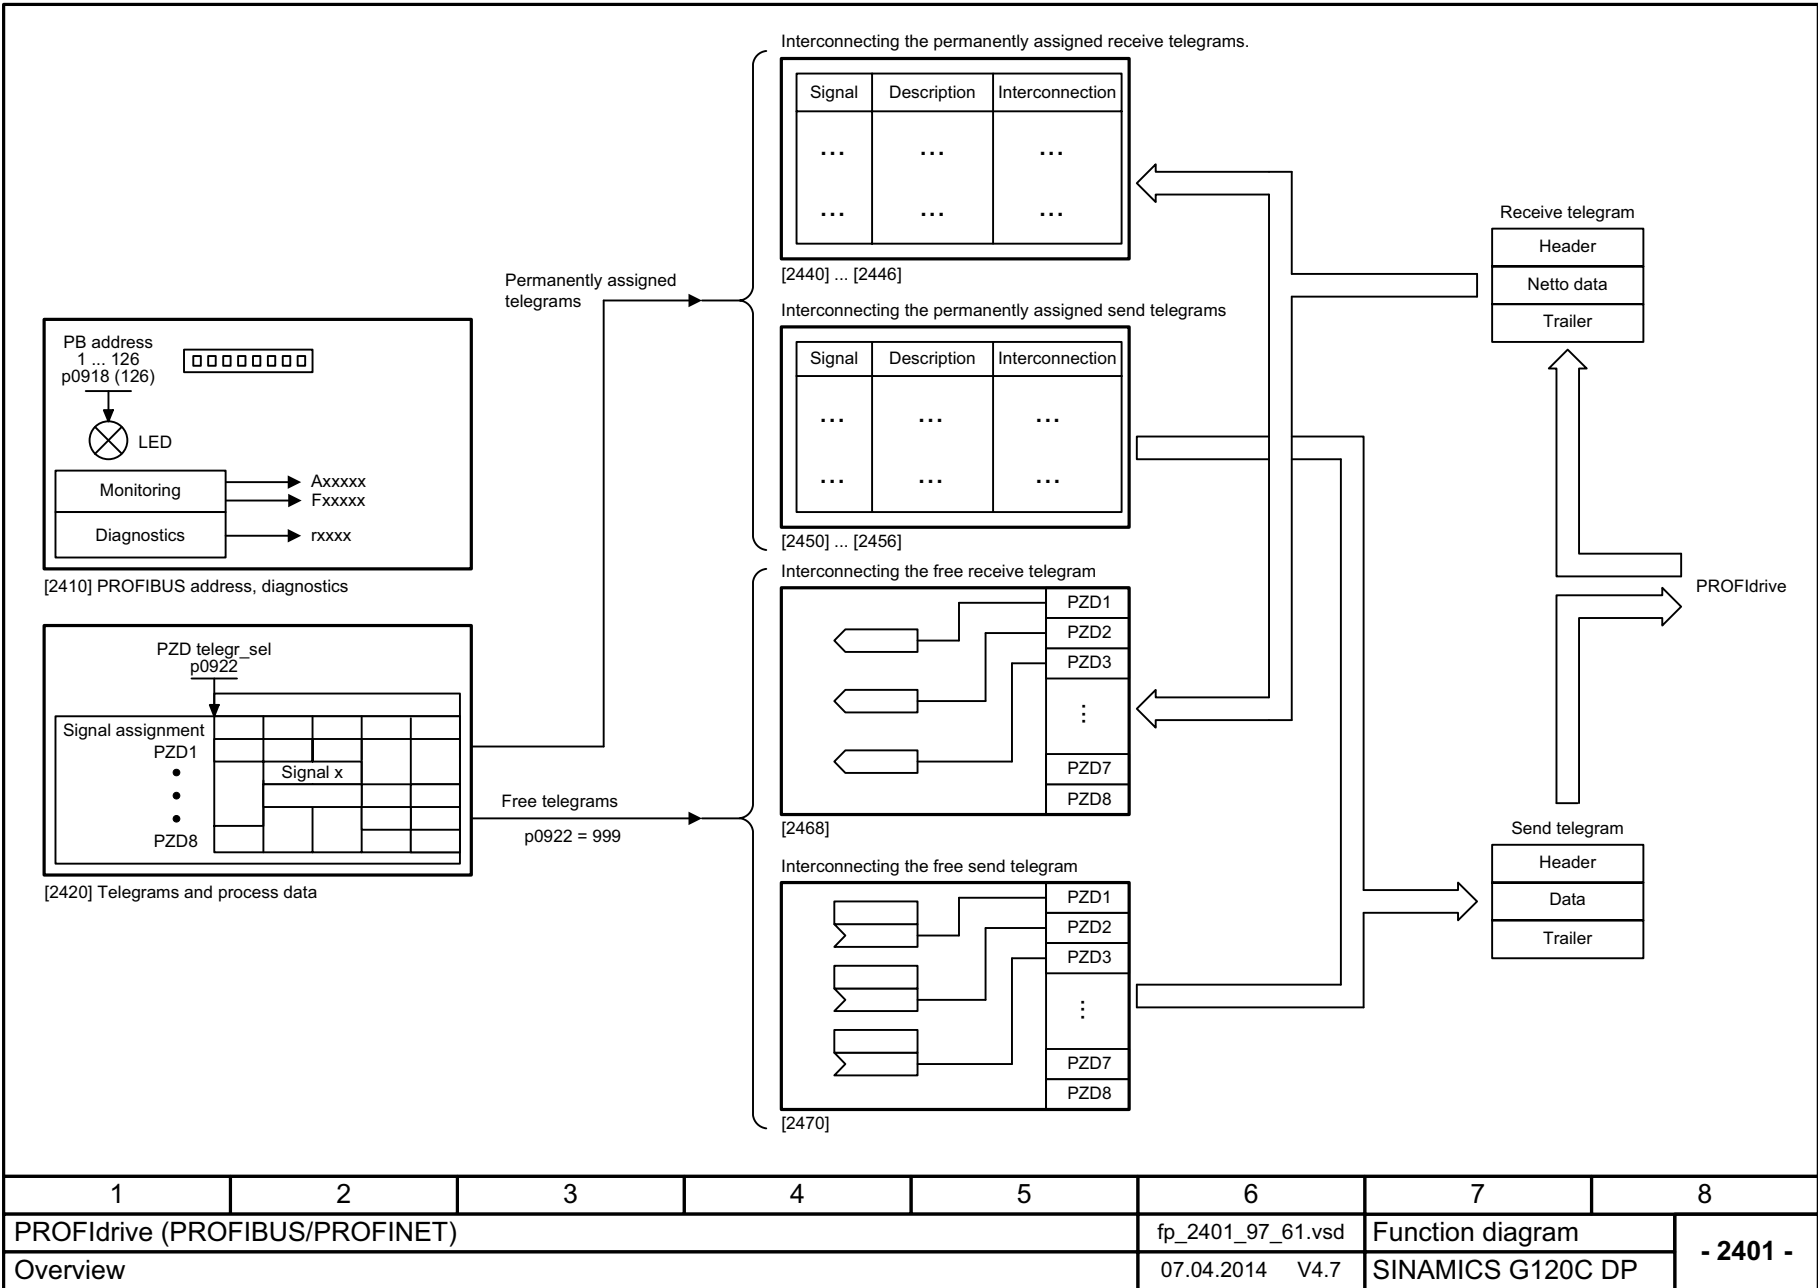 Interconnecting the permanently assigned receive telegrams.
Signal Description Interconnection
... ... ...
... ... ...
[2440] ... [2446]
Permanently assigned
telegrams
Interconnecting the permanently assigned send telegrams
Signal Description Interconnection
... ... ...
... ... ...
[2450] ... [2456]
PB address
1 ... 126
p0918 (126)
LED
Monitoring
Axxxxx
Fxxxxx
Diagnostics
rxxxx
[2410] PROFIBUS address, diagnostics
PZD telegr_sel
p0922
Signal assignment
PZD1
Signal x
PZD8
[2420] Telegrams and process data
Free telegrams
p0922 = 999
Interconnecting the free receive telegram
PZD1
PZD2
PZD3
⋮
PZD7
PZD8
[2468]
Interconnecting the free send telegram
PZD1
PZD2
PZD3
⋮
PZD7
PZD8
[2470]
Receive telegram
Header
Netto data
Trailer
PROFIdrive
Send telegram
Header
Data
Trailer
1 2 3 4 5 6 7 8
PROFIdrive (PROFIBUS/PROFINET) fp_2401_97_61.vsd Function diagram
- 2401 -
Overview 07.04.2014 V4.7 SINAMICS G120C DP